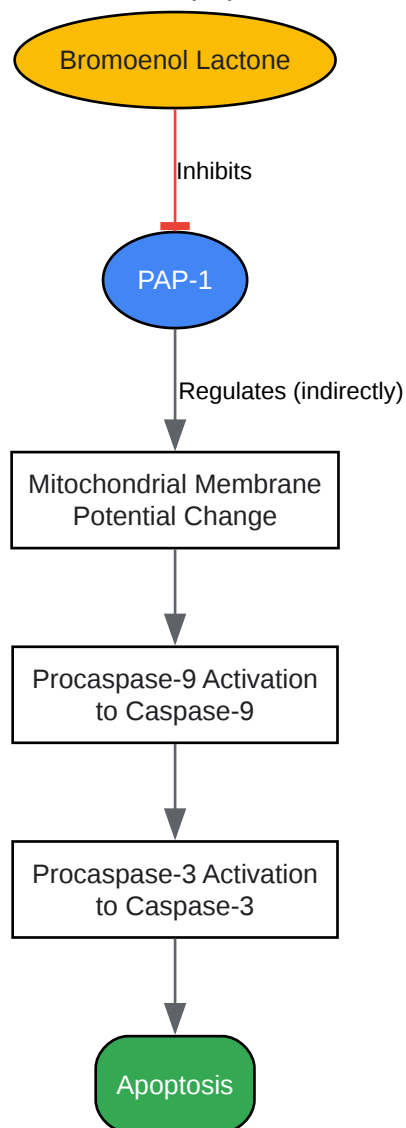 Bromoenol Lactone
Inhibits
PAP-1
Regulates (indirectly)
Mitochondrial Membrane
Potential Change
Procaspase-9 Activation
to Caspase-9
Procaspase-3 Activation
to Caspase-3
Apoptosis